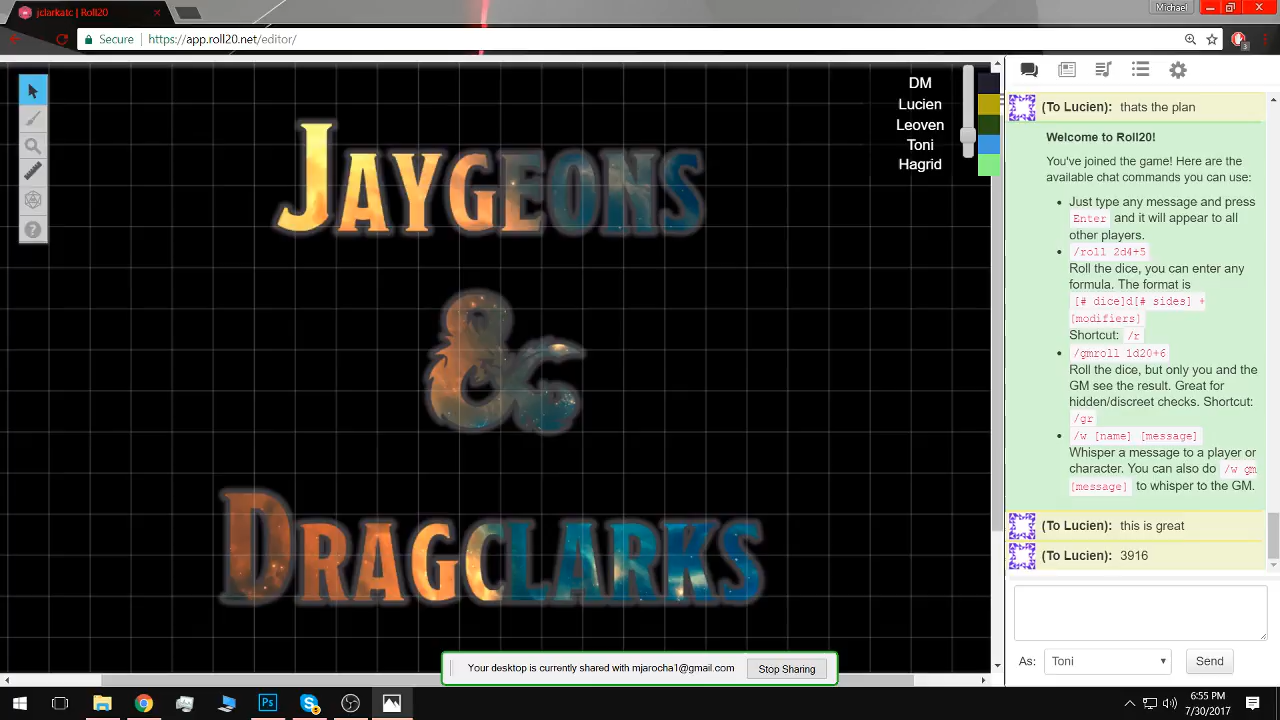 jclarkatc | Roll20
Michael
Secure
https://app.roll20.net/editor/
JAYGEONS
&
DRAGCLARKS
DM
Lucien
Leoven
Toni
Hagrid
(To Lucien): thats the plan
Welcome to Roll20!
You've joined the game! Here are the
available chat commands you can use:
Just type any message and press
Enter and it will appear to all
other players.
/roll 2d4+5
Roll the dice, you can enter any
formula. The format is
[# dice]d[# sides] +
[modifiers]
Shortcut: /r
/gmroll 1d20+6
Roll the dice, but only you and the
GM see the result. Great for
hidden/discreet checks. Shortcut:
/gr
/w [name] [message]
Whisper a message to a player or
character. You can also do /w gm
[message] to whisper to the GM.
(To Lucien): this is great
(To Lucien): 3916
As: Toni Send
Your desktop is currently shared with mjarocha1@gmail.com Stop Sharing
Ps
6:55 PM
7/30/2017